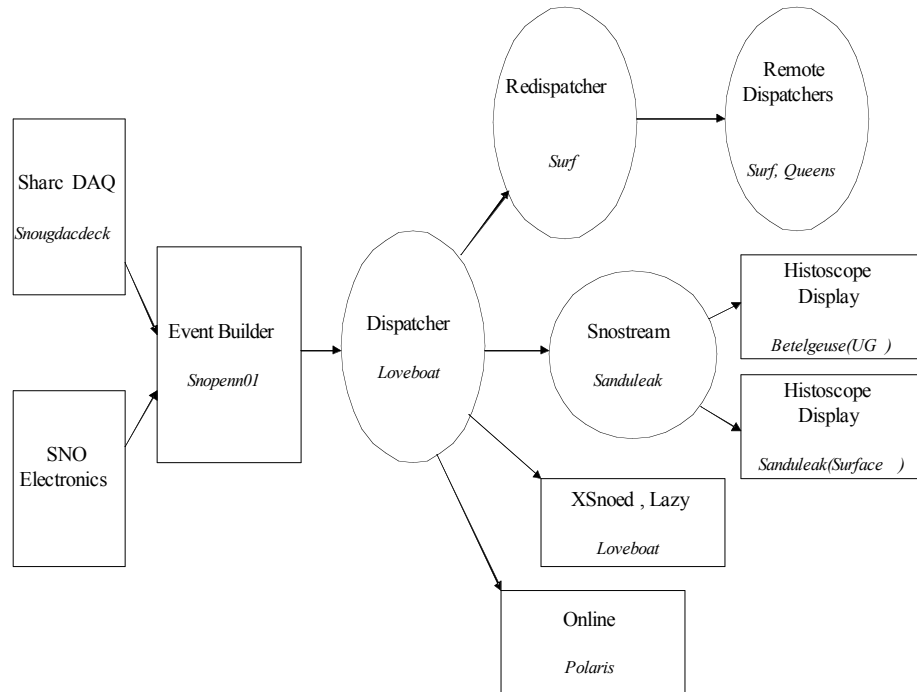 Redispatcher
Surf
Remote
Dispatchers
Surf, Queens
Sharc DAQ
Snougdacdeck
Event Builder
Snopenn01
SNO
Electronics
Dispatcher
Loveboat
Snostream
Sanduleak
Histoscope
Display
Betelgeuse(UG )
Histoscope
Display
Sanduleak(Surface )
XSnoed , Lazy
Loveboat
Online
Polaris